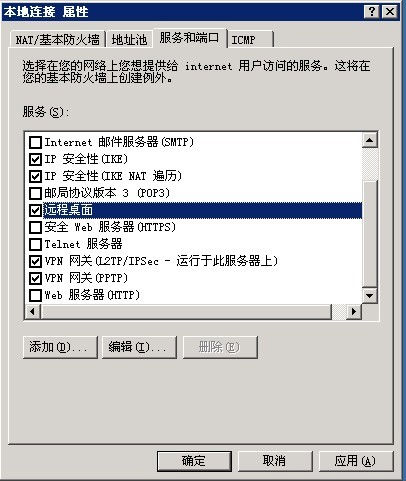 本地连接 属性
NAT/基本防火墙 地址池 服务和端口 ICMP
选择在您的网络上您想提供给 internet 用户访问的服务。这将在
您的基本防火墙上创建例外。
服务(S):
Internet 邮件服务器(SMTP)
IP 安全性(IKE)
IP 安全性(IKE NAT 遍历)
邮局协议版本 3 (POP3)
远程桌面
安全 Web 服务器(HTTPS)
Telnet 服务器
VPN 网关(L2TP/IPSec - 运行于此服务器上)
VPN 网关(PPTP)
Web 服务器(HTTP)
添加(D)... 编辑(I)... 删除(E)
确定 取消 应用(A)